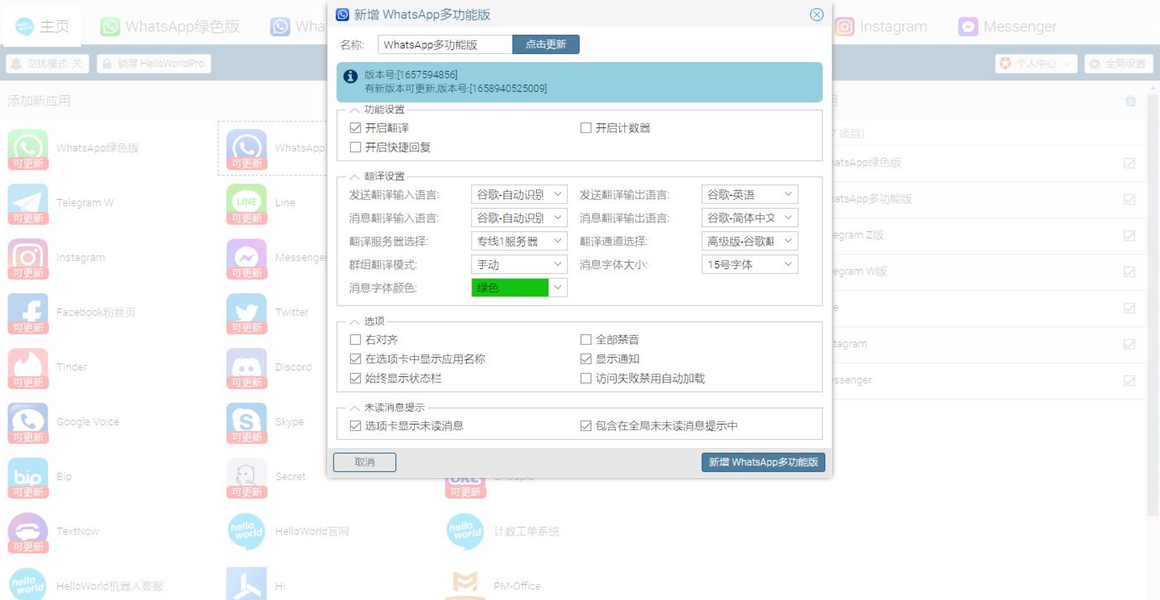 主页
WhatsApp绿色版
Wha
Instagram
Messenger
勿扰模式: 关
锁屏 HelloWorldPro
个人中心
全局设置
添加新应用
WhatsApp绿色版
可更新
WhatsApp
可更新
Telegram W
可更新
LINE
Line
可更新
Instagram
可更新
Messenger
可更新
Facebook粉丝页
可更新
Twitter
可更新
Tinder
可更新
Discord
可更新
Google Voice
可更新
Skype
可更新
bip
Bip
可更新
Secret
可更新
可更新
TextNow
可更新
hello world
HelloWorld官网
hello world
计数工单系统
hello world
HelloWorld机器人客服
Hi
PM-Office
新增 WhatsApp多功能版
名称:
WhatsApp多功能版
点击更新
版本号:[1657594856]
有新版本可更新,版本号:[1658940525009]
功能设置
开启翻译
开启计数器
开启快捷回复
翻译设置
发送翻译输入语言:
谷歌-自动识别
发送翻译输出语言:
谷歌-英语
消息翻译输入语言:
谷歌-自动识别
消息翻译输出语言:
谷歌-简体中文
翻译服务器选择:
专线1服务器
翻译通道选择:
高级版-谷歌翻
群组翻译模式:
手动
消息字体大小:
15号字体
消息字体颜色:
绿色
选项
右对齐
全部禁音
在选项卡中显示应用名称
显示通知
始终显示状态栏
访问失败禁用自动加载
未读消息提示
选项卡显示未读消息
包含在全局未未读消息提示中
取消
新增 WhatsApp多功能版
项目)
atsApp绿色版
atsApp多功能版
egram Z版
egram W版
e
tagram
ssenger